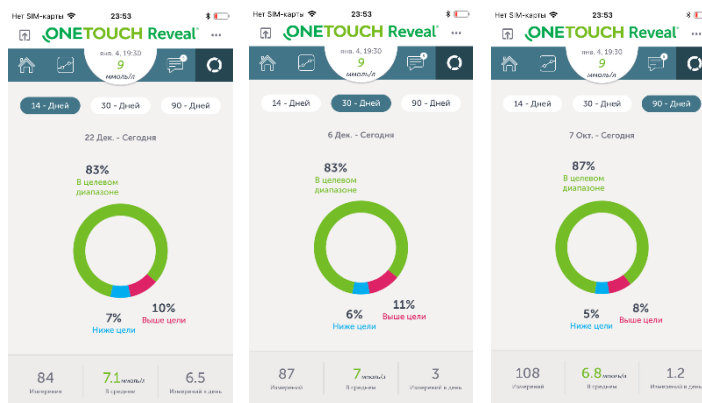 Нет SIM-карты 23:53
ONETOUCH Reveal®
янв. 4, 19:30
9
ммоль/л
14 - Дней 30 - Дней 90 - Дней
22 Дек. - Сегодня
83%
В целевом
диапазоне
10%
Выше цели
7%
Ниже цели
84 7.1 ммоль/л 6.5
Измерения В среднем Измерений в день
Нет SIM-карты 23:53
ONETOUCH Reveal®
янв. 4, 19:30
9
ммоль/л
14 - Дней 30 - Дней 90 - Дней
6 Дек. - Сегодня
83%
В целевом
диапазоне
11%
Выше цели
6%
Ниже цели
87 7 ммоль/л 3
Измерений В среднем Измерений в день
Нет SIM-карты 23:53
ONETOUCH Reveal®
янв. 4, 19:30
9
ммоль/л
14 - Дней 30 - Дней 90 - Дней
7 Окт. - Сегодня
87%
В целевом
диапазоне
8%
Выше цели
5%
Ниже цели
108 6.8 ммоль/л 1.2
Измерений В среднем Измерений в день